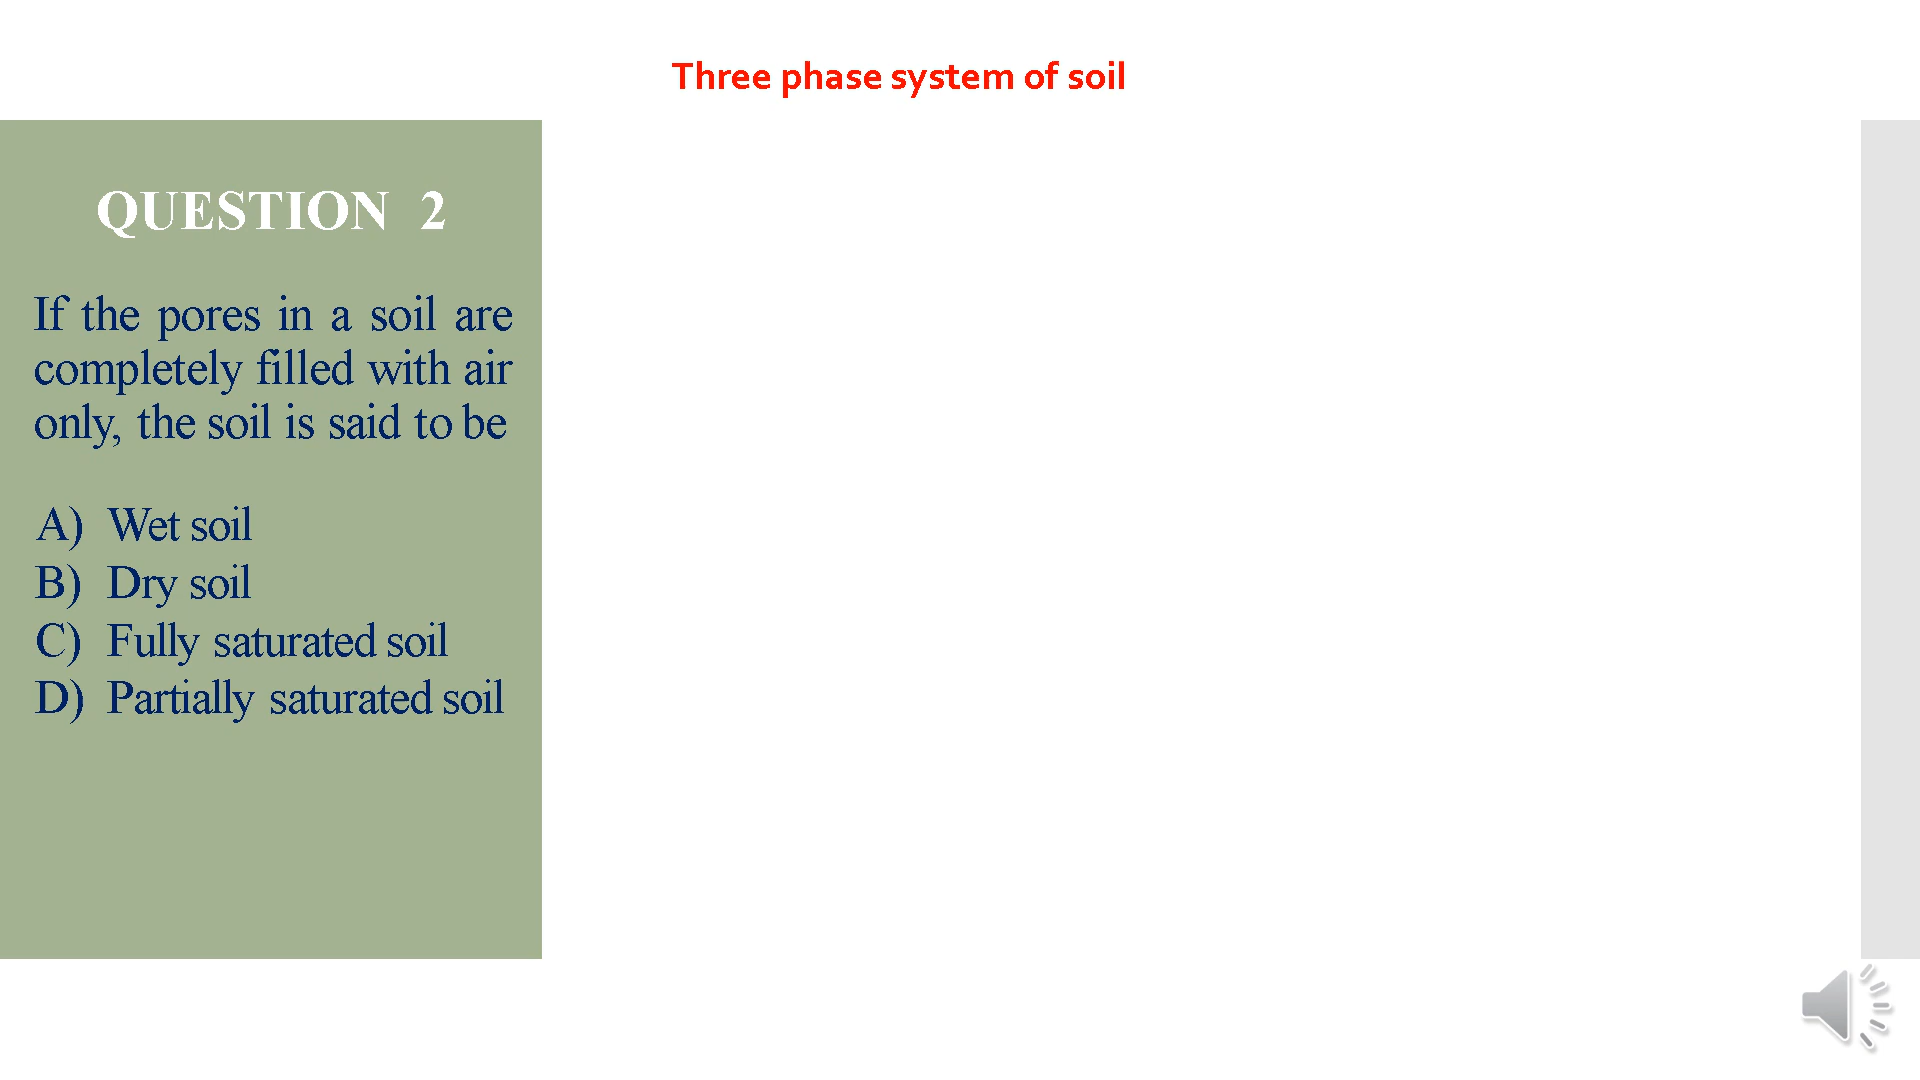 Three phase system of soil
QUESTION 2
If the pores in a soil are
completely filled with air
only, the soil is said to be
A) Wet soil
B) Dry soil
C) Fully saturated soil
D) Partially saturated soil